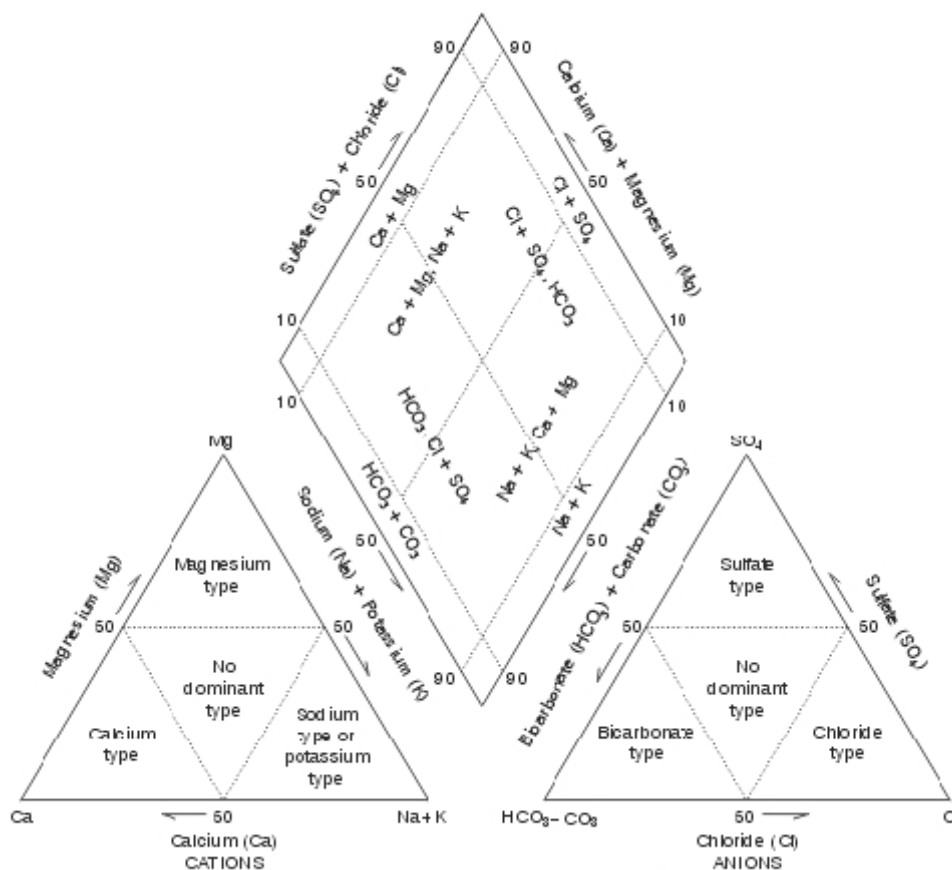 90
90
Sulfate (SO₄) + Chloride (Cl)
Calcium (Ca) + Magnesium (Mg)
50
50
Ca + Mg
Cl + SO₄
Ca + Mg, Na + K
Cl + SO₄, HCO₃
10
10
10
10
HCO₃ Cl + SO₄
Na + K, Ca + Mg
HCO₃ + CO₃
Na + K
50
50
Sodium (Na) + Potassium (K)
Bicarbonate (HCO₃) + Carbonate (CO₃)
90
90
Mg
Magnesium (Mg)
Magnesium
type
50
50
No
dominant
type
Calcium
type
Sodium
type or
potassium
type
Ca
50
Na + K
Calcium (Ca)
CATIONS
SO₄
Sulfate (SO₄)
Sulfate
type
50
50
No
dominant
type
Bicarbonate
type
Chloride
type
HCO₃ – CO₃
50
Chloride (Cl)
ANIONS